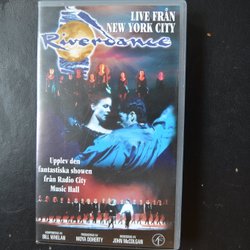 LIVE FRÅN
NEW YORK CITY
Riverdance
Upplev den
fantastiska showen
från Radio City
Music Hall
BILL WHELAN
MOYA DOHERTY
JOHN McCOLGAN